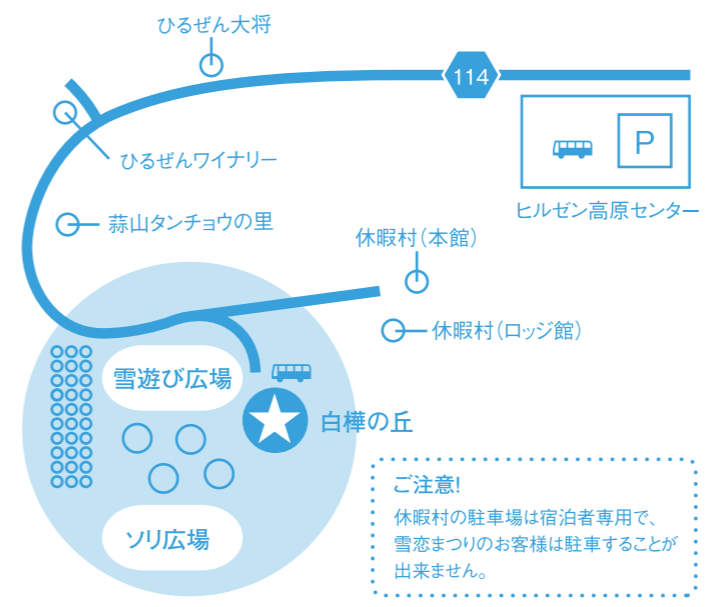 ひるぜん大将
114
P
ひるぜんワイナリー
ヒルゼン高原センター
蒜山タンチョウの里
休暇村(本館)
休暇村(ロッジ館)
雪遊び広場
白樺の丘
ソリ広場
ご注意!
休暇村の駐車場は宿泊者専用で、
雪恋まつりのお客様は駐車することが
出来ません。